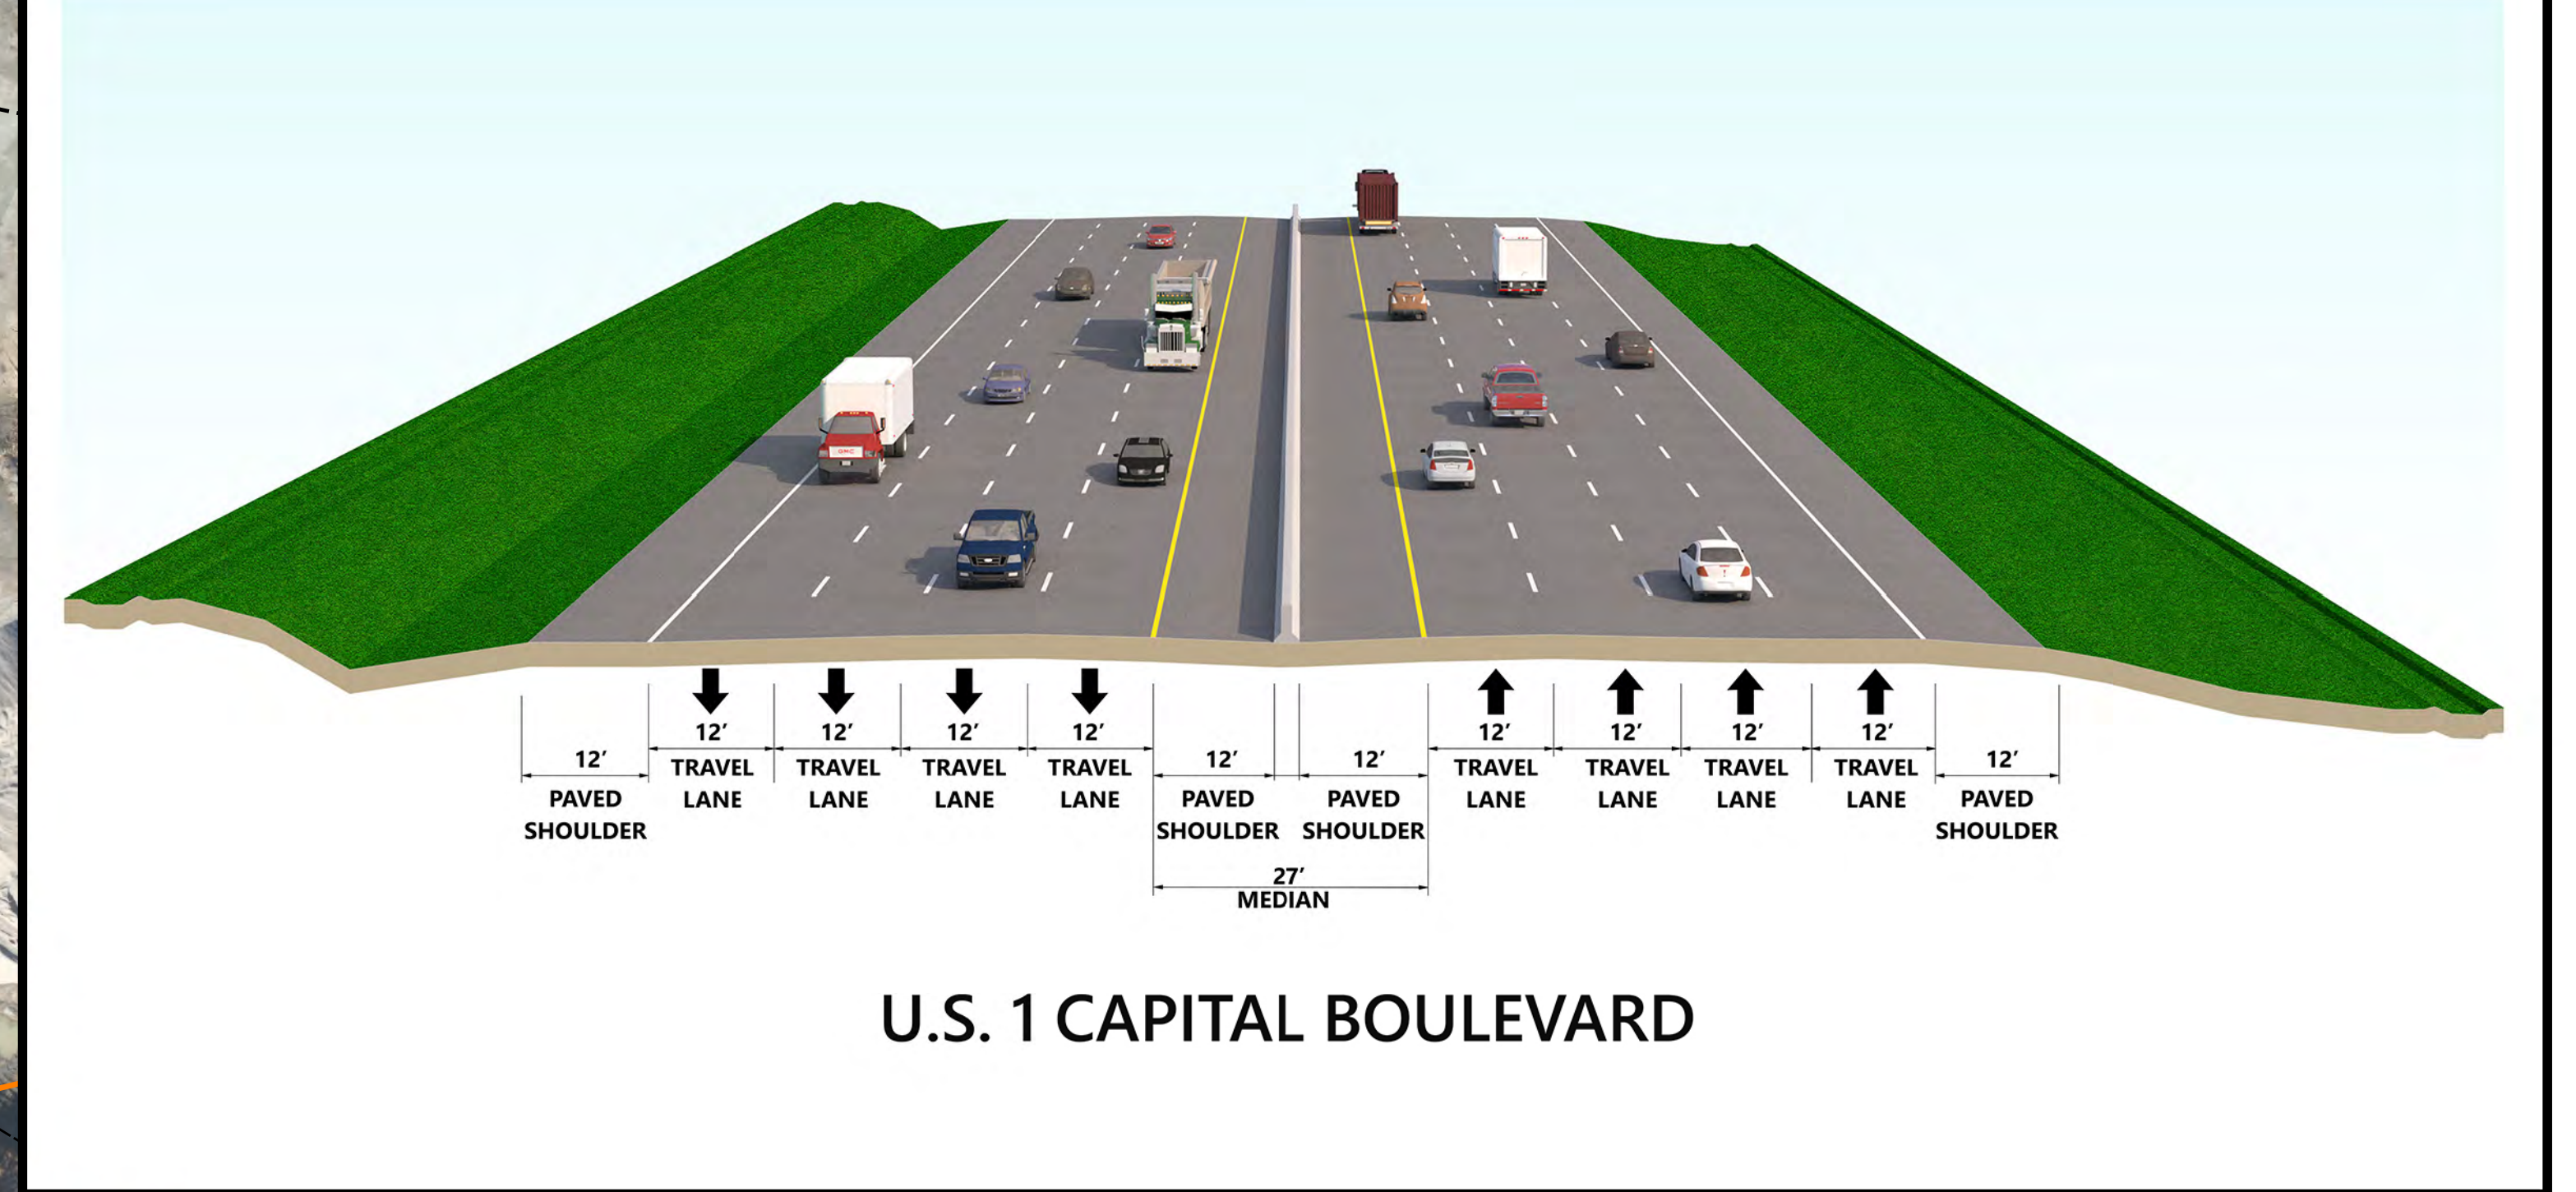 12’ 12’ 12’ 12’ 12’ 12’ 12’ 12’
12’ 12’ 12’ 12’
TRAVEL TRAVEL TRAVEL TRAVEL TRAVEL TRAVEL TRAVEL TRAVEL
LANE LANE LANE LANE LANE LANE LANE LANE
PAVED PAVED PAVED PAVED
SHOULDER SHOULDER SHOULDER SHOULDER
27’
MEDIAN
U.S. 1 CAPITAL BOULEVARD
GMC